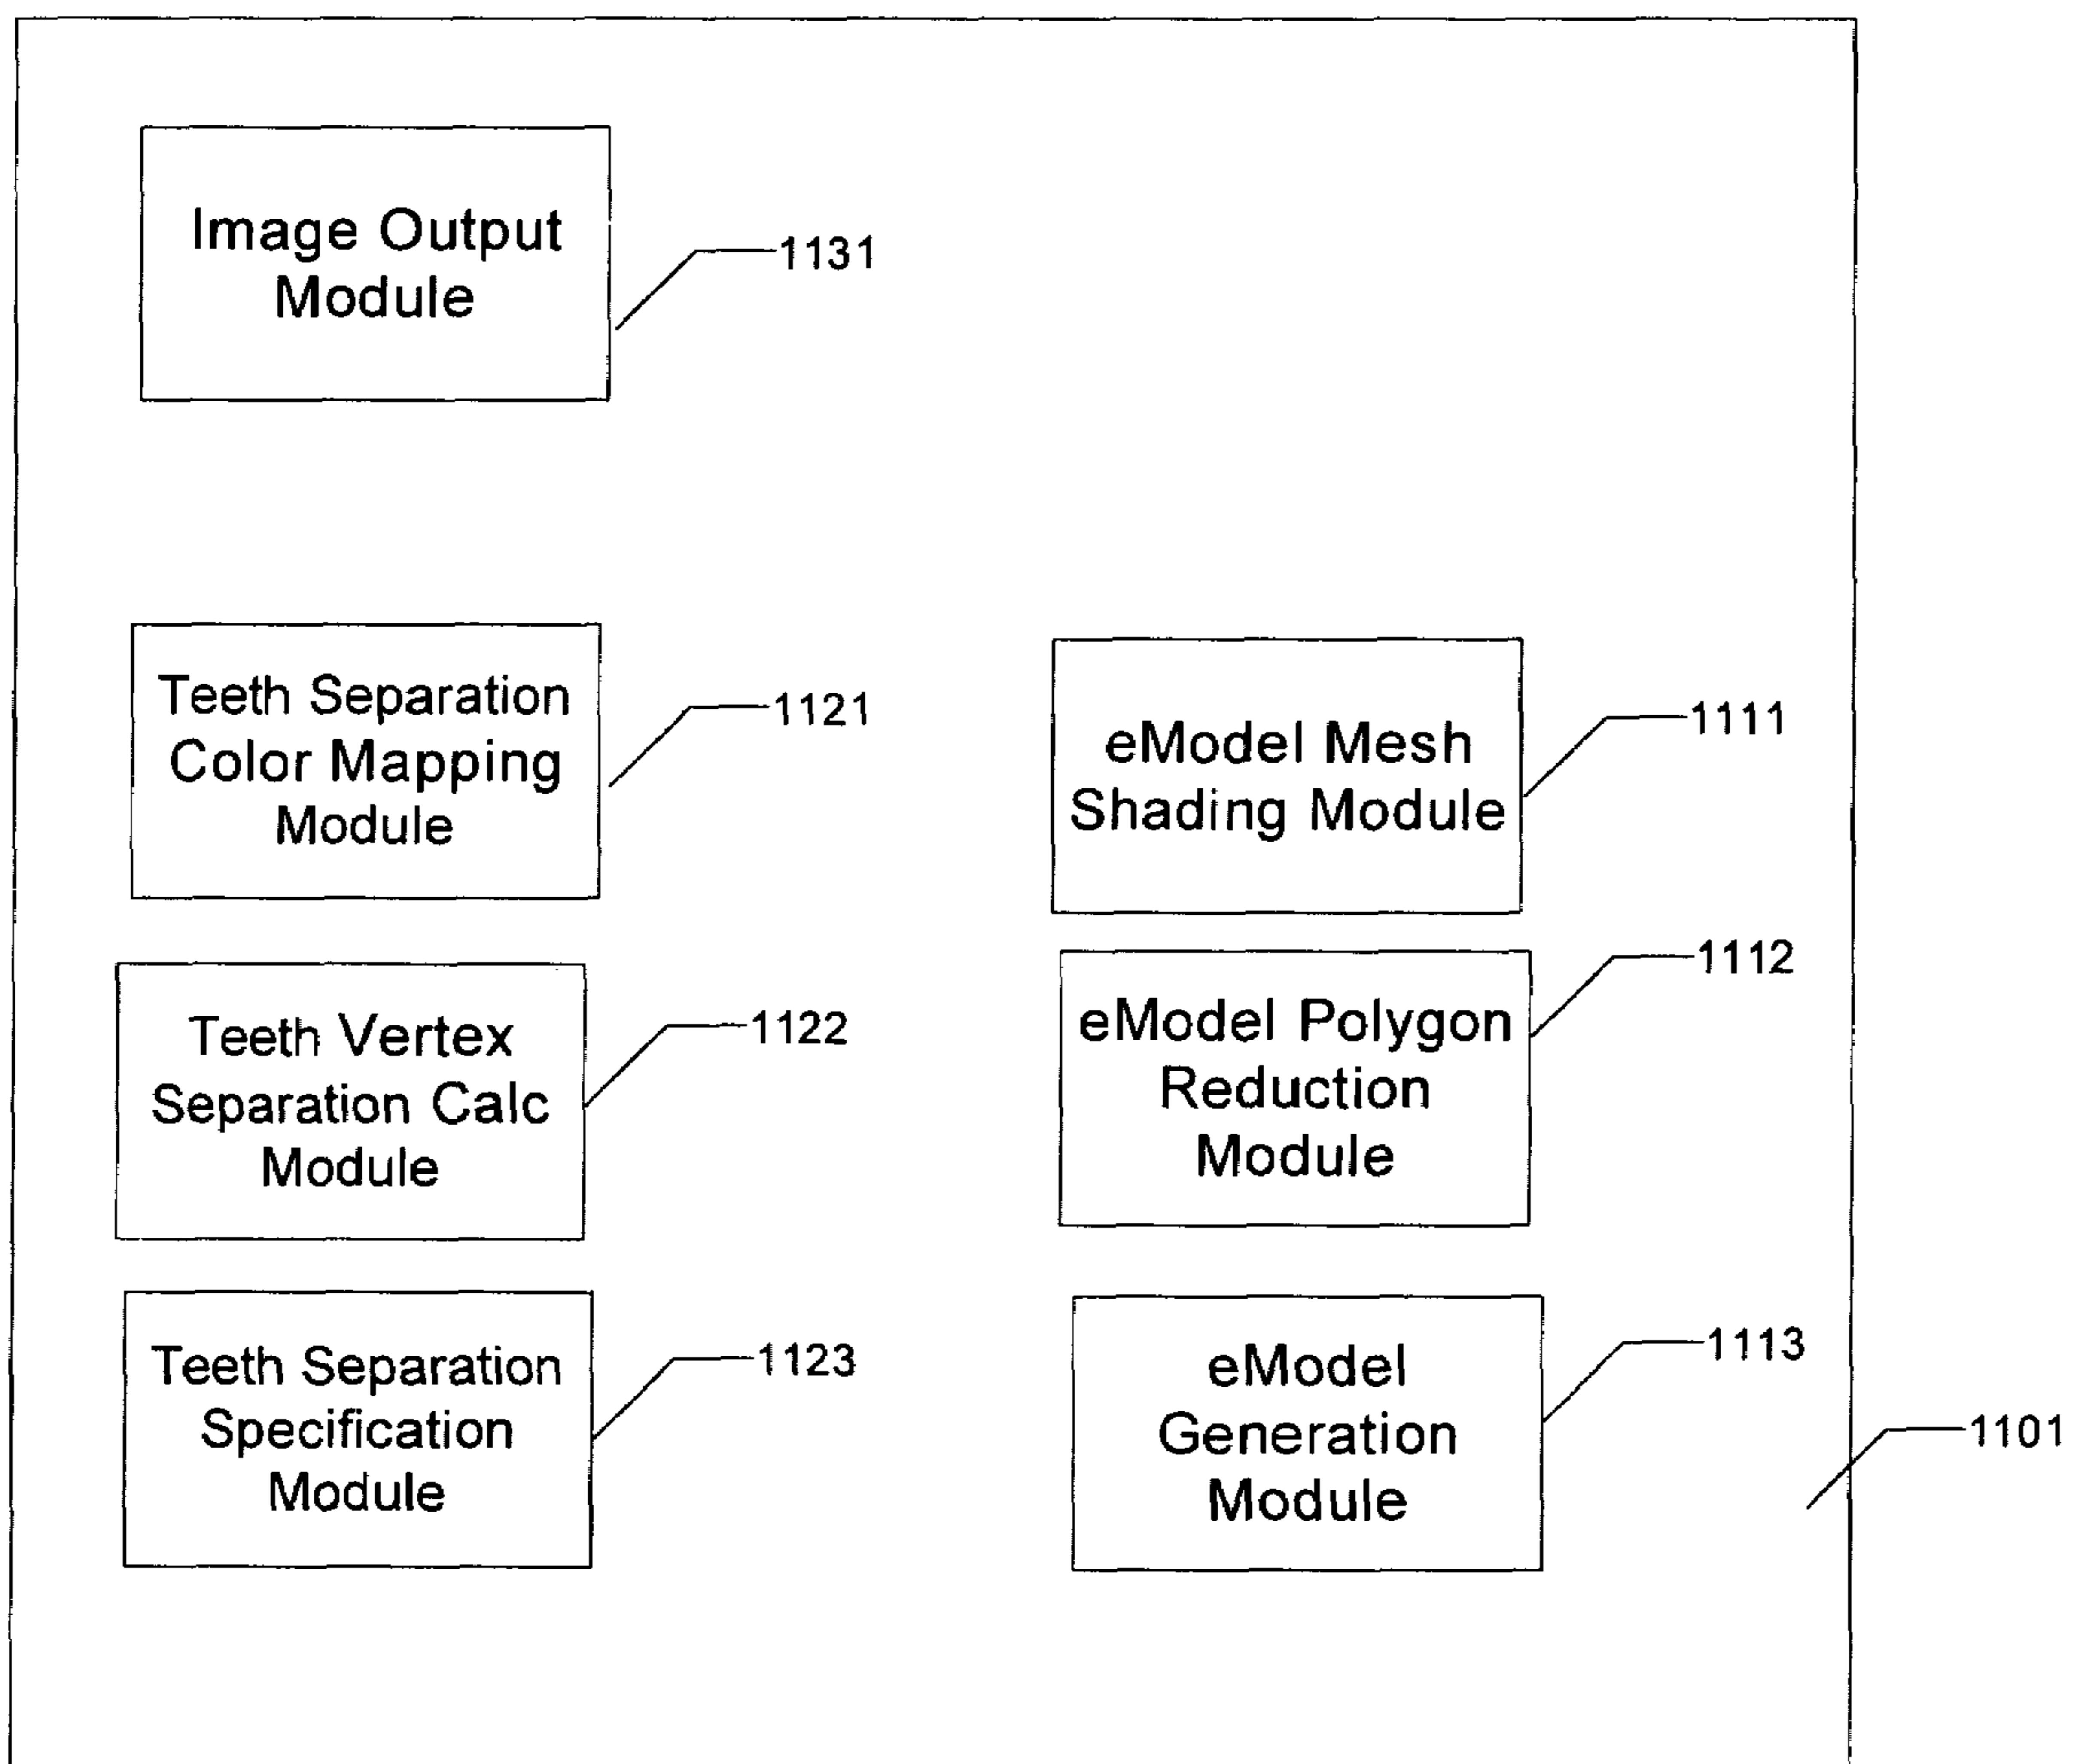 Image Output
Module
1131
Teeth Separation
Color Mapping
Module
1121
eModel Mesh
Shading Module
1111
Teeth Vertex
Separation Calc
Module
1122
eModel Polygon
Reduction
Module
1112
Teeth Separation
Specification
Module
1123
eModel
Generation
Module
1113
1101